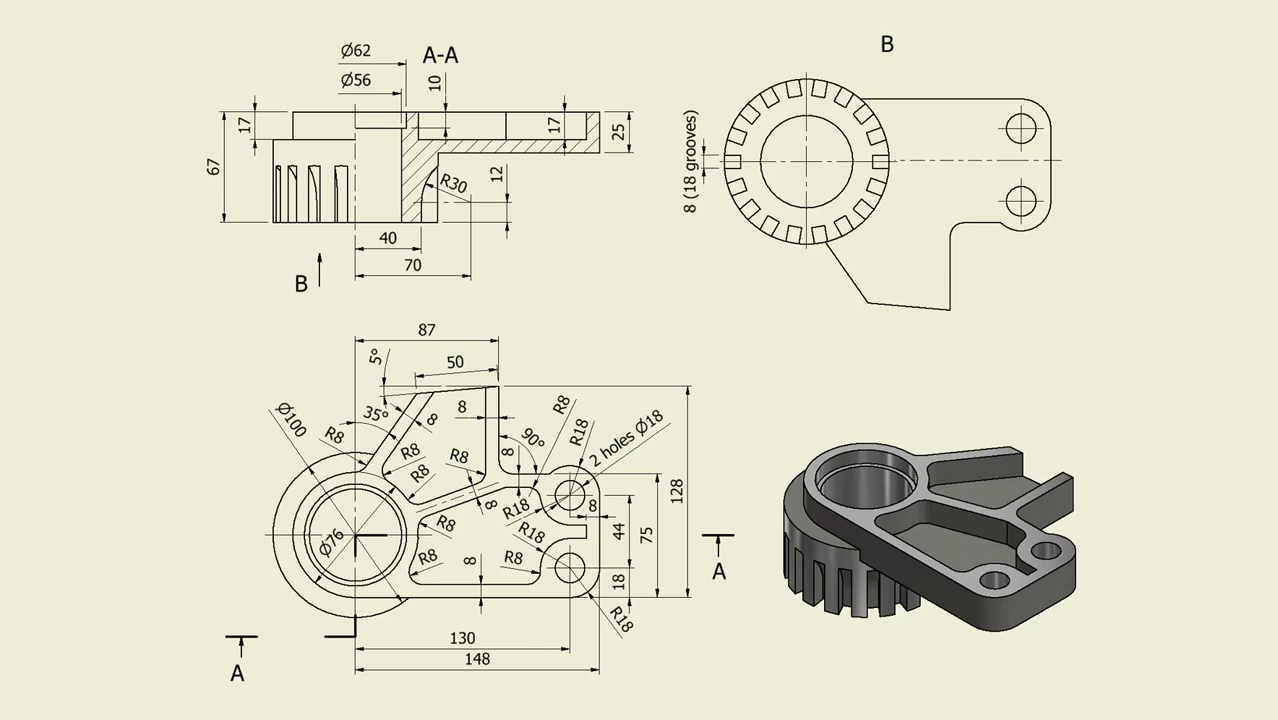 A-A
Ø62
Ø56
10
17
17
25
67
12
R30
40
70
B
B
8 (18 grooves)
87
5°
50
35°
8
8
R8
R18
2 holes Ø18
Ø100
R8
90°
R8
R8
8
R8
8
R18
8
128
R8
R18
44
75
Ø76
R8
8
R8
18
A
R18
130
148
A